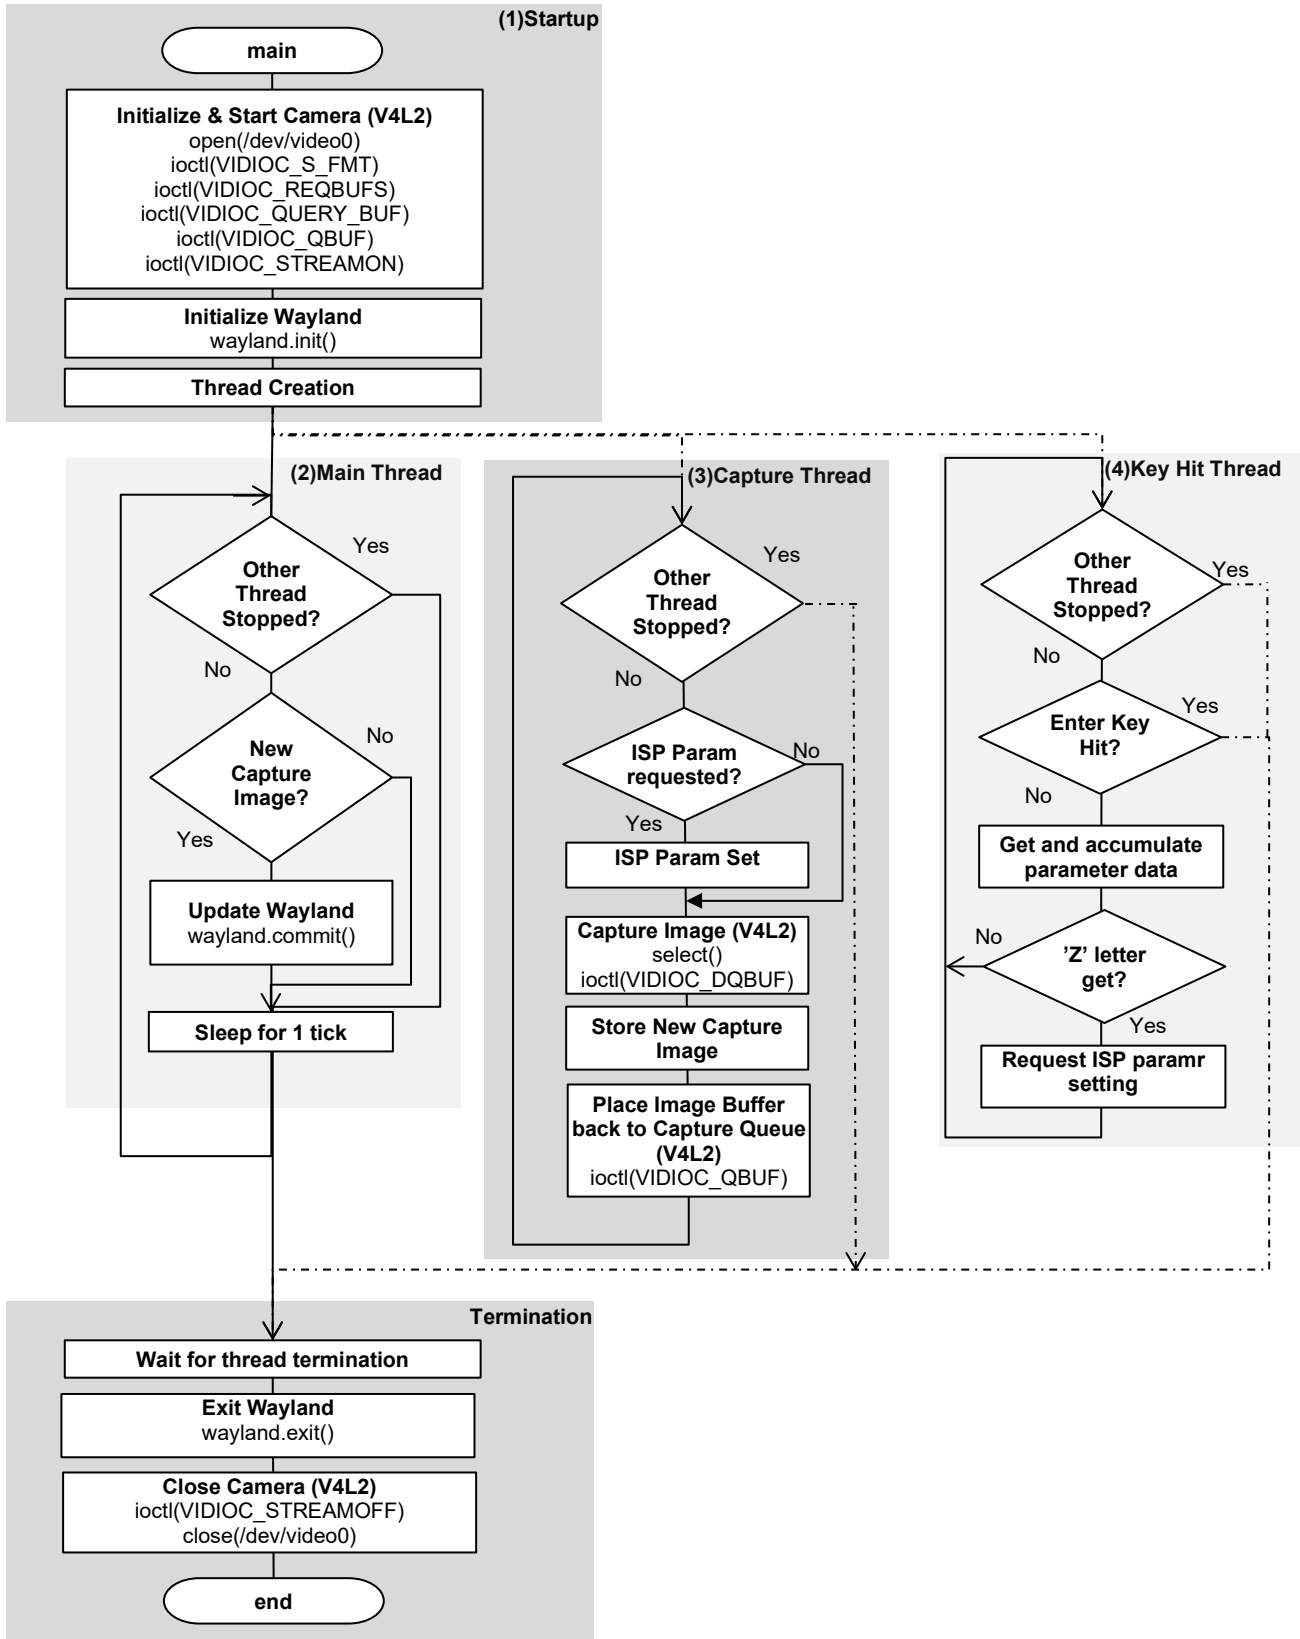 (1)Startup
main
Initialize & Start Camera (V4L2)
open(/dev/video0)
ioctl(VIDIOC_S_FMT)
ioctl(VIDIOC_REQBUFS)
ioctl(VIDIOC_QUERY_BUF)
ioctl(VIDIOC_QBUF)
ioctl(VIDIOC_STREAMON)
Initialize Wayland
wayland.init()
Thread Creation
(2)Main Thread
Other
Thread
Stopped?
Yes
No
New
Capture
Image?
No
Yes
Update Wayland
wayland.commit()
Sleep for 1 tick
(3)Capture Thread
Other
Thread
Stopped?
Yes
No
ISP Param
requested?
No
Yes
ISP Param Set
Capture Image (V4L2)
select()
ioctl(VIDIOC_DQBUF)
Store New Capture
Image
Place Image Buffer
back to Capture Queue
(V4L2)
ioctl(VIDIOC_QBUF)
(4)Key Hit Thread
Other
Thread
Stopped?
Yes
No
Enter Key
Hit?
Yes
No
Get and accumulate
parameter data
’Z’ letter
get?
No
Yes
Request ISP paramr
setting
Termination
Wait for thread termination
Exit Wayland
wayland.exit()
Close Camera (V4L2)
ioctl(VIDIOC_STREAMOFF)
close(/dev/video0)
end